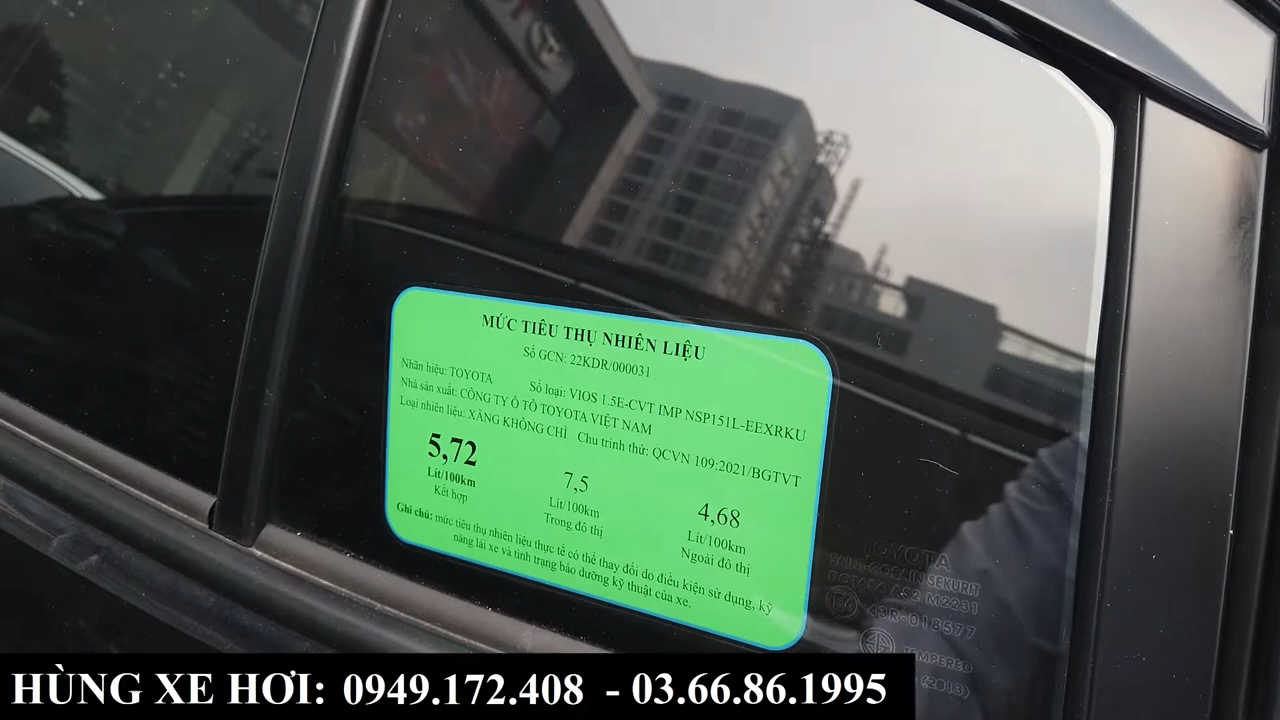 MỨC TIÊU THỤ NHIÊN LIỆU
Số GCN: 22KDR/000031
Nhãn hiệu: TOYOTA Số loại: VIOS 1.5E-CVT IMP NSP151L-EEXRKU
Nhà sản xuất: CÔNG TY Ô TÔ TOYOTA VIỆT NAM
Loại nhiên liệu: XĂNG KHÔNG CHÌ Chu trình thử: QCVN 109:2021/BGTVT
5,72 7,5 4,68
Lít/100km Lít/100km Lít/100km
Kết hợp Trong đô thị Ngoài đô thị
Ghi chú: mức tiêu thụ nhiên liệu thực tế có thể thay đổi do điều kiện sử dụng, kỹ
năng lái xe và tình trạng bảo dưỡng kỹ thuật của xe.
TOYOTA
SAINT-GOBAIN SEKURIT
AS2 M2231
43R-018577
TEMPERED
(2013)
HÙNG XE HƠI: 0949.172.408 - 03.66.86.1995